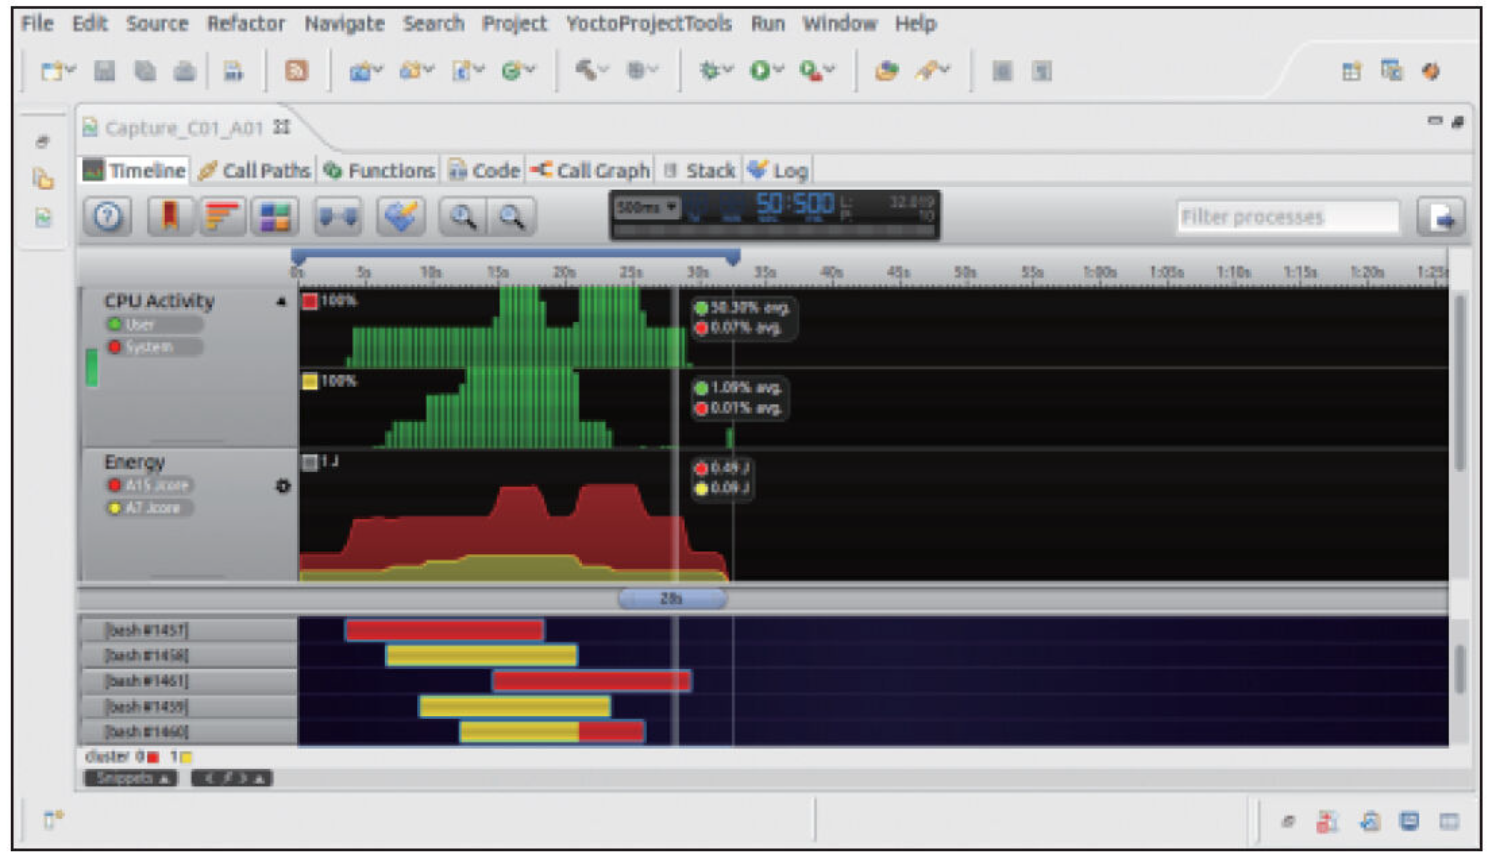 File Edit Source Refactor Navigate Search Project YoctoProjectTools Run Window Help
Capture_C01_A01
Timeline Call Paths Functions Code Call Graph Stack Log
500ms 50:500 L: 32.819
P: 10
Filter processes
0s 5s 10s 15s 20s 25s 30s 35s 40s 45s 50s 55s 1:00s 1:05s 1:10s 1:15s 1:20s 1:25s
CPU Activity
User
System
100%
50.30% avg.
0.07% avg.
100%
1.09% avg.
0.01% avg.
Energy
A15 Jcore
A7 Jcore
1 J
0.49 J
0.09 J
28s
[bash #1457]
[bash #1458]
[bash #1461]
[bash #1459]
[bash #1460]
cluster 0 1
Snippets